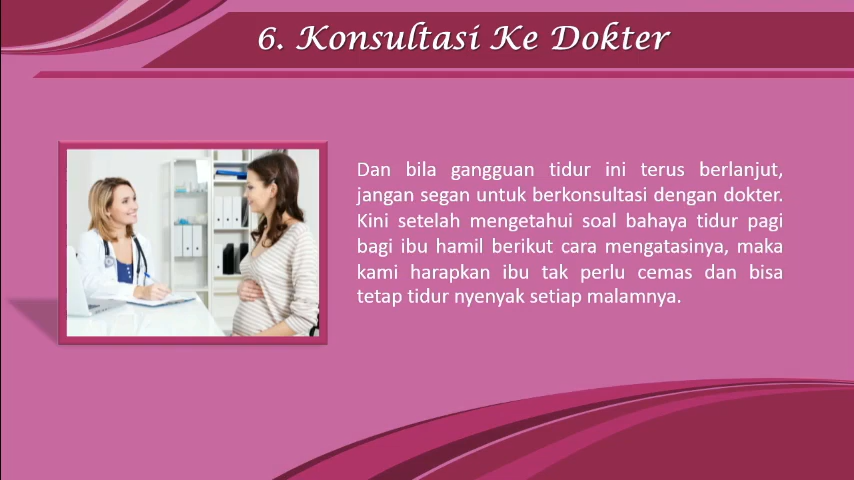 6. Konsultasi Ke Dokter
Dan bila gangguan tidur ini terus berlanjut,
jangan segan untuk berkonsultasi dengan dokter.
Kini setelah mengetahui soal bahaya tidur pagi
bagi ibu hamil berikut cara mengatasinya, maka
kami harapkan ibu tak perlu cemas dan bisa
tetap tidur nyenyak setiap malamnya.